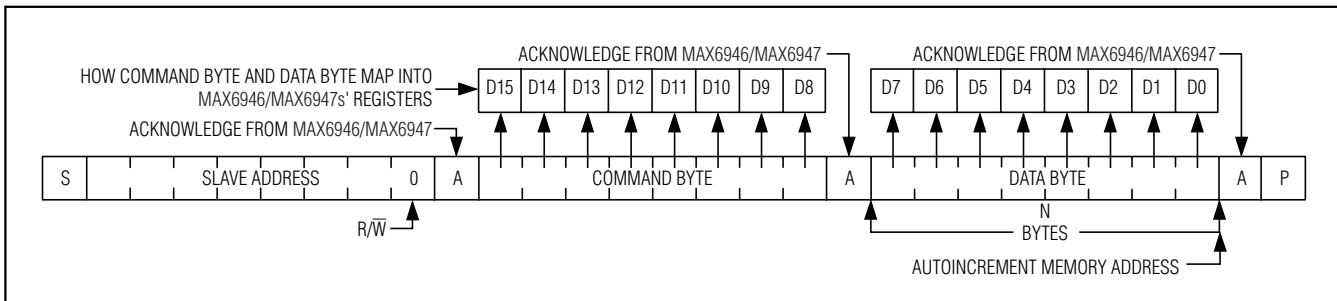 ACKNOWLEDGE FROM MAX6946/MAX6947
ACKNOWLEDGE FROM MAX6946/MAX6947
HOW COMMAND BYTE AND DATA BYTE MAP INTO
MAX6946/MAX6947s' REGISTERS
D15 D14 D13 D12 D11 D10 D9 D8
D7 D6 D5 D4 D3 D2 D1 D0
ACKNOWLEDGE FROM MAX6946/MAX6947
S SLAVE ADDRESS 0 A COMMAND BYTE A DATA BYTE A P
R/W̅
N
BYTES
AUTOINCREMENT MEMORY ADDRESS